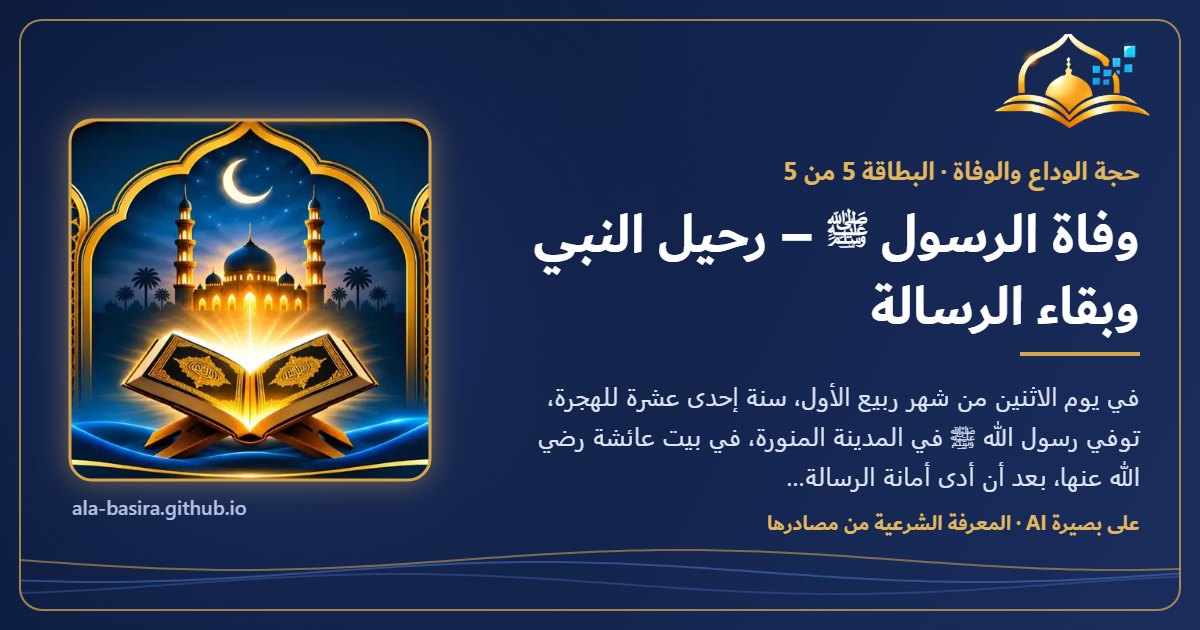 حجة الوداع والوفاة · البطاقة 5 من 5
وفاة الرسول ﷺ – رحيل النبي
وبقاء الرسالة
في يوم الاثنين من شهر ربيع الأول، سنة إحدى عشرة للهجرة،
توفي رسول الله ﷺ في المدينة المنورة، في بيت عائشة رضي
الله عنها، بعد أن أدى أمانة الرسالة...
على بصيرة AI · المعرفة الشرعية من مصادرها
ala-basira.github.io